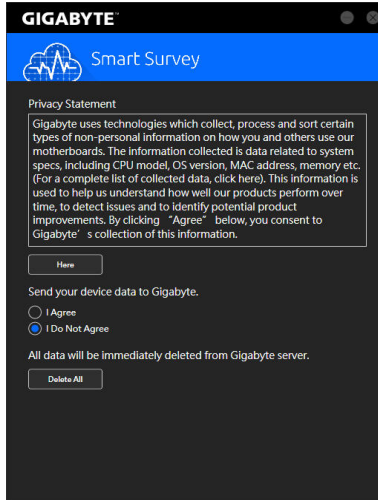 GIGABYTE™
Smart Survey
Privacy Statement
Gigabyte uses technologies which collect, process and sort certain
types of non-personal information on how you and others use our
motherboards. The information collected is data related to system
specs, including CPU model, OS version, MAC address, memory etc.
(For a complete list of collected data, click here). This information is
used to help us understand how well our products perform over
time, to detect issues and to identify potential product
improvements. By clicking “Agree” below, you consent to
Gigabyte’s collection of this information.
Here
Send your device data to Gigabyte.
I Agree
I Do Not Agree
All data will be immediately deleted from Gigabyte server.
Delete All